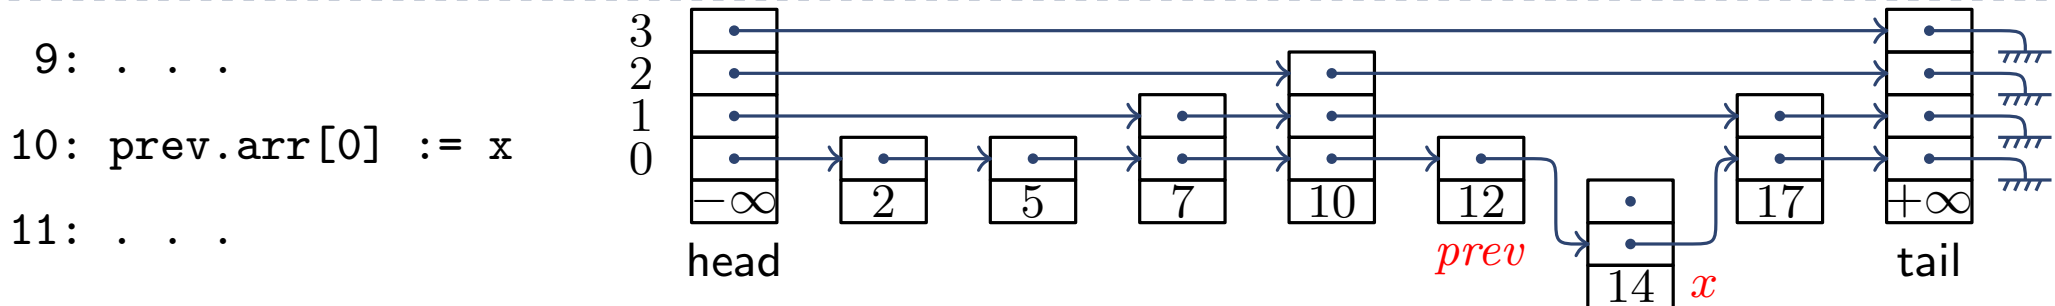 9: . . .
10: prev.arr[0] := x
11: . . .
3
2
1
0
−∞ 2 5 7 10 12 17 +∞
head prev tail
14 x